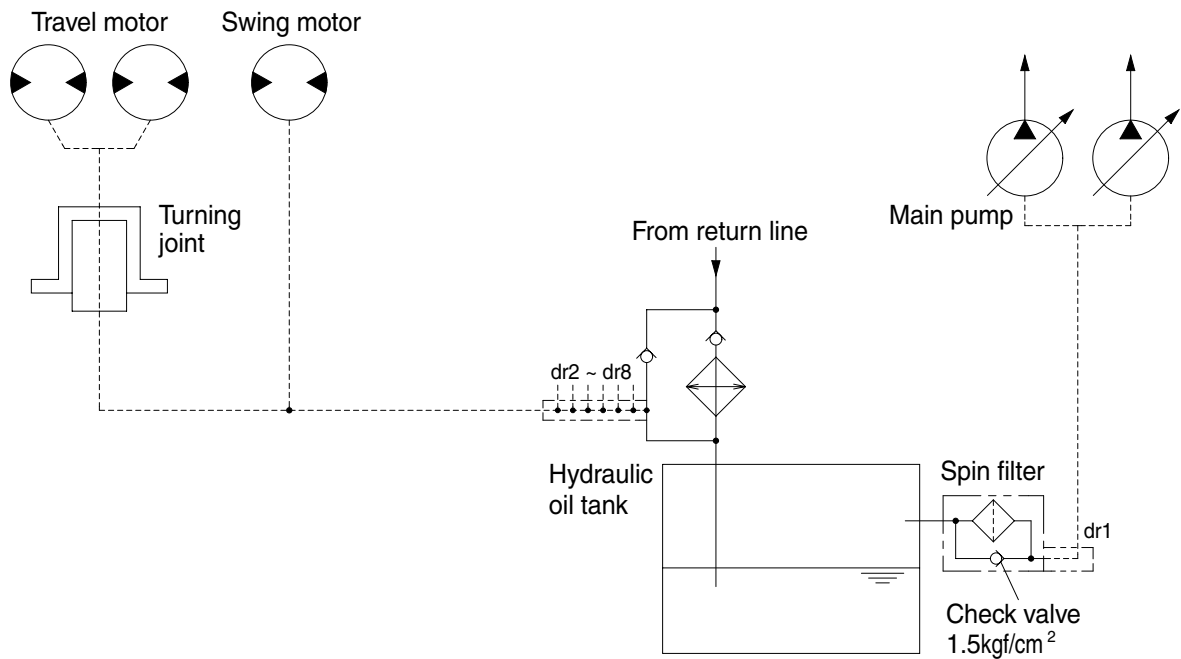 Travel motor
Swing motor
Turning
joint
Main pump
From return line
dr2 ~ dr8
Hydraulic
oil tank
Spin filter
dr1
Check valve
1.5kgf/cm²